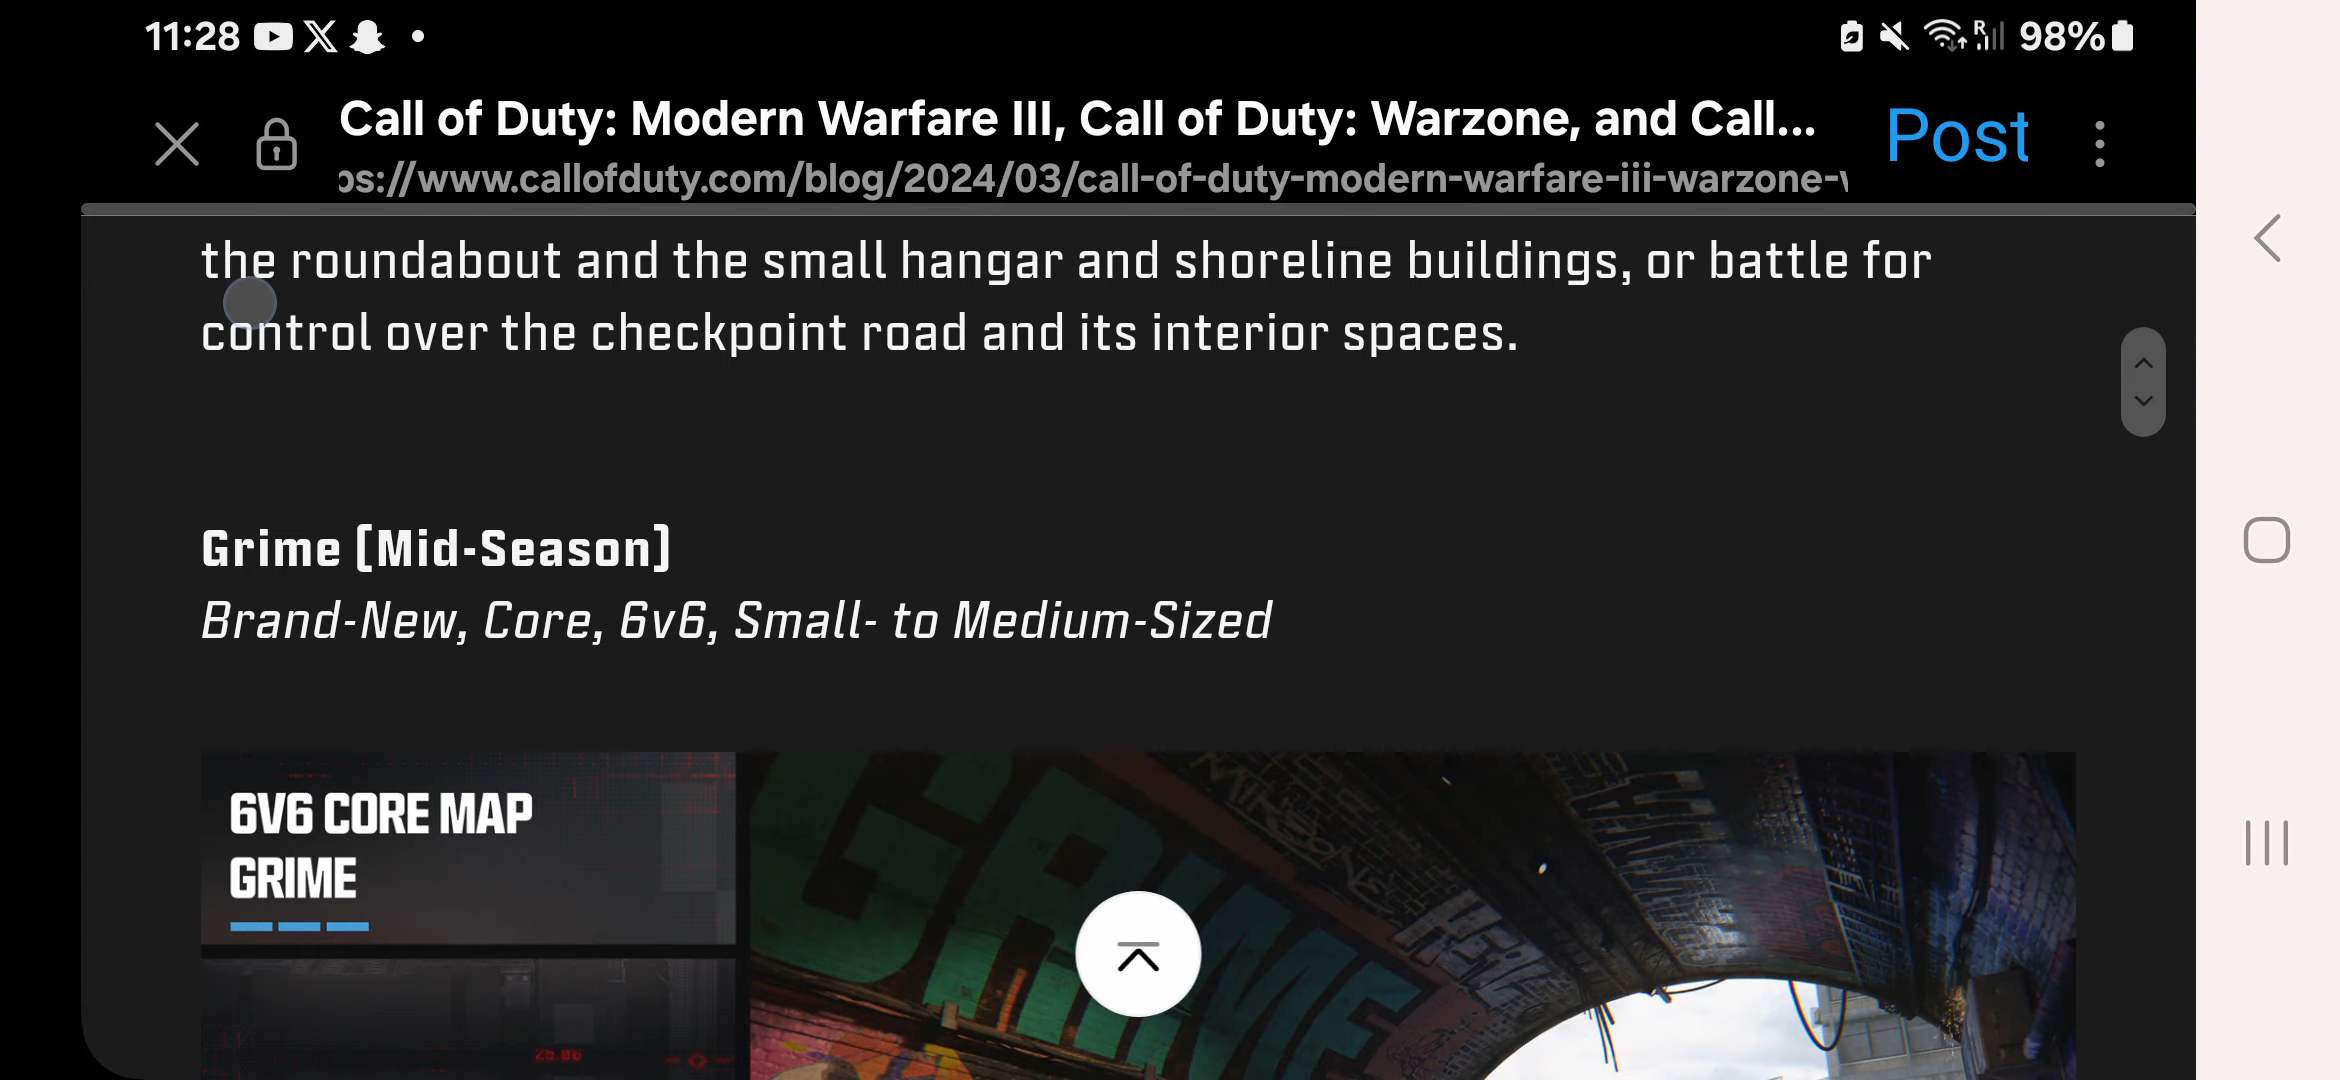 11:28
R
98%
Call of Duty: Modern Warfare III, Call of Duty: Warzone, and Call...
ps://www.callofduty.com/blog/2024/03/call-of-duty-modern-warfare-iii-warzone-
Post
the roundabout and the small hangar and shoreline buildings, or battle for
control over the checkpoint road and its interior spaces.
Grime (Mid-Season)
Brand-New, Core, 6v6, Small- to Medium-Sized
6V6 CORE MAP
GRIME
GRIME